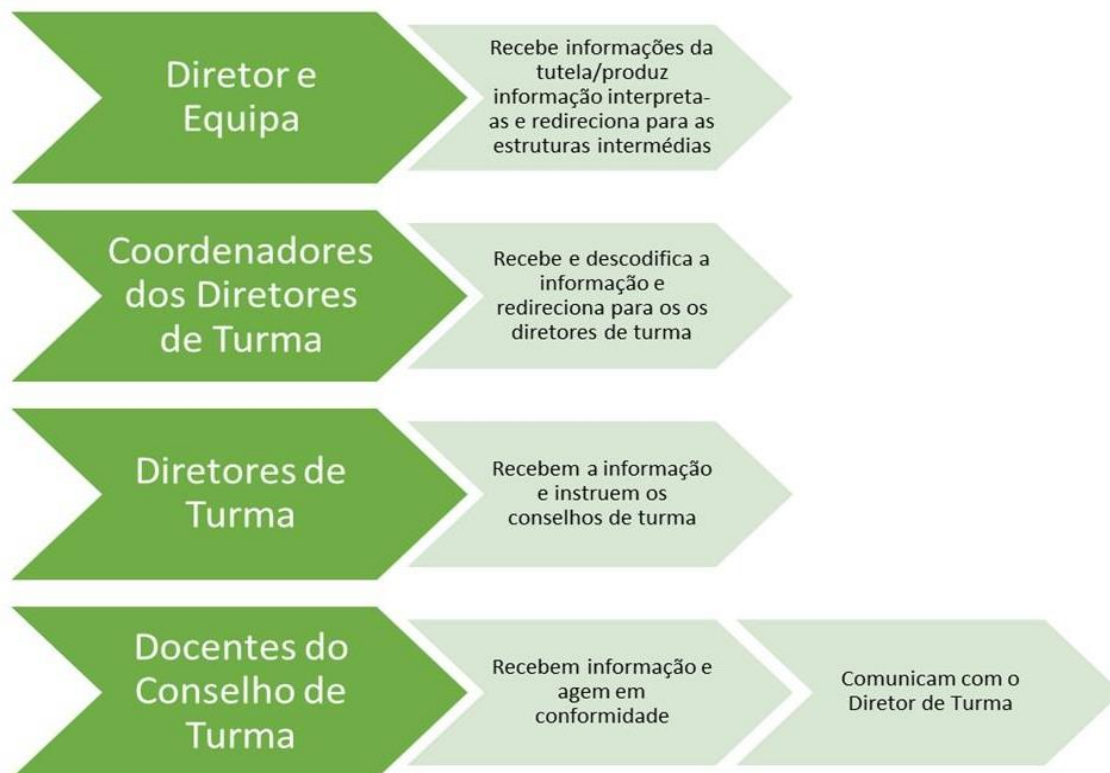 Diretor e
Equipa
Recebe informações da
tutela/produz
informação interpreta-
as e redireciona para as
estruturas intermédias
Coordenadores
dos Diretores
de Turma
Recebe e descodifica a
informação e
redireciona para os os
diretores de turma
Diretores de
Turma
Recebem a informação
e instruem os
conselhos de turma
Docentes do
Conselho de
Turma
Recebem informação e
agem em
conformidade
Comunicam com o
Diretor de Turma